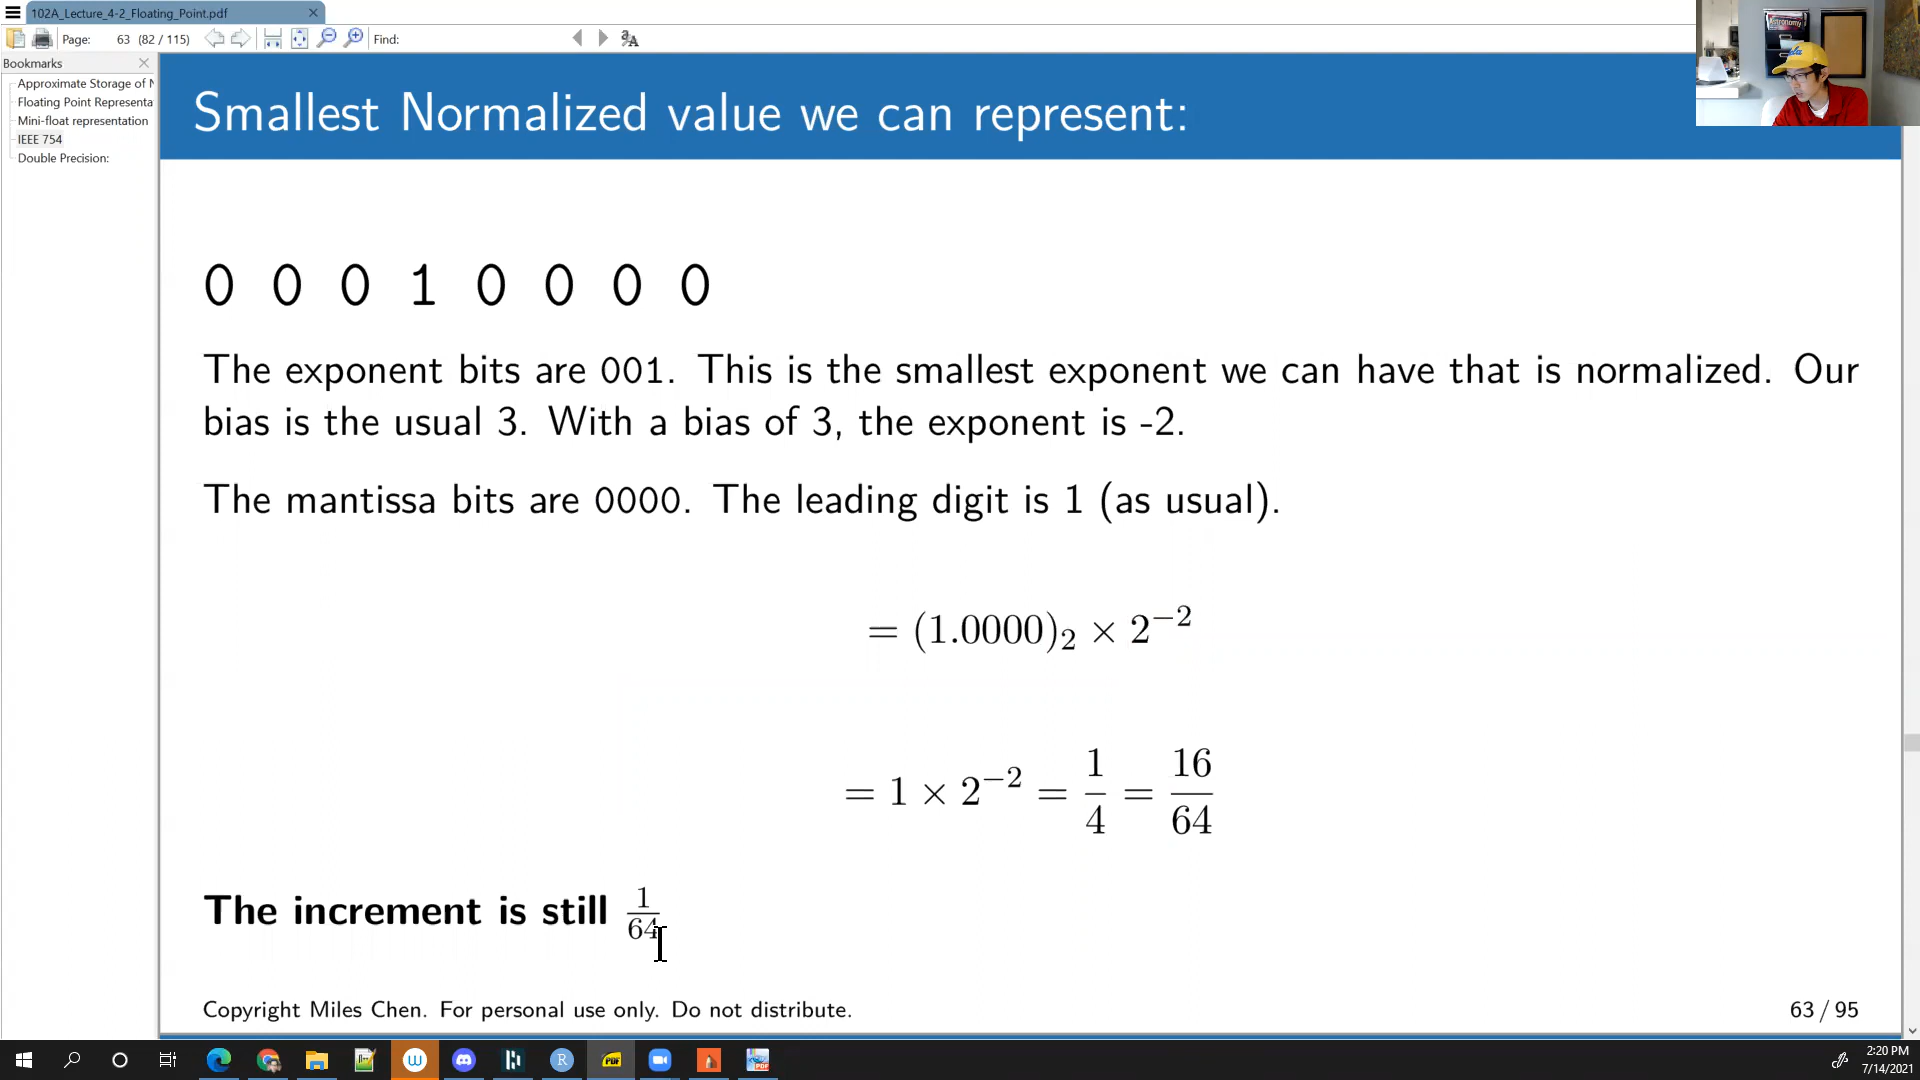 102A_Lecture_4-2_Floating_Point.pdf
Page: 63 (82 / 115) Find:
Bookmarks
Approximate Storage of N
Floating Point Representa
Mini-float representation
IEEE 754
Double Precision:
Smallest Normalized value we can represent:
0 0 0 1 0 0 0 0
The exponent bits are 001. This is the smallest exponent we can have that is normalized. Our
bias is the usual 3. With a bias of 3, the exponent is -2.
The mantissa bits are 0000. The leading digit is 1 (as usual).
= (1.0000)₂ × 2⁻²
= 1 × 2⁻² = 1/4 = 16/64
The increment is still 1/64
Copyright Miles Chen. For personal use only. Do not distribute.
63 / 95
2:20 PM
7/14/2021